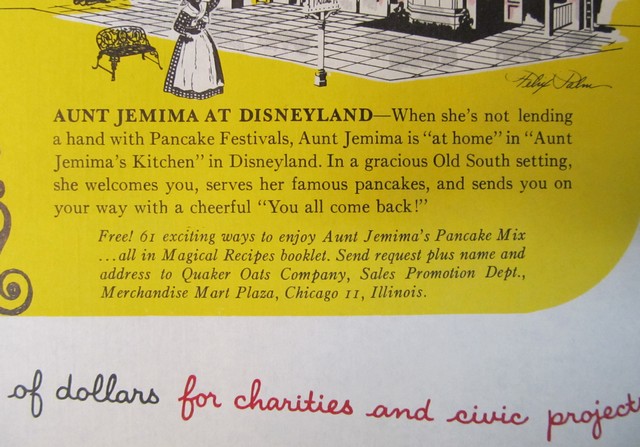 AUNT JEMIMA AT DISNEYLAND—When she's not lending
a hand with Pancake Festivals, Aunt Jemima is "at home" in "Aunt
Jemima's Kitchen" in Disneyland. In a gracious Old South setting,
she welcomes you, serves her famous pancakes, and sends you on
your way with a cheerful "You all come back!"
Free! 61 exciting ways to enjoy Aunt Jemima's Pancake Mix
...all in Magical Recipes booklet. Send request plus name and
address to Quaker Oats Company, Sales Promotion Dept.,
Merchandise Mart Plaza, Chicago 11, Illinois.
of dollars for charities and civic project